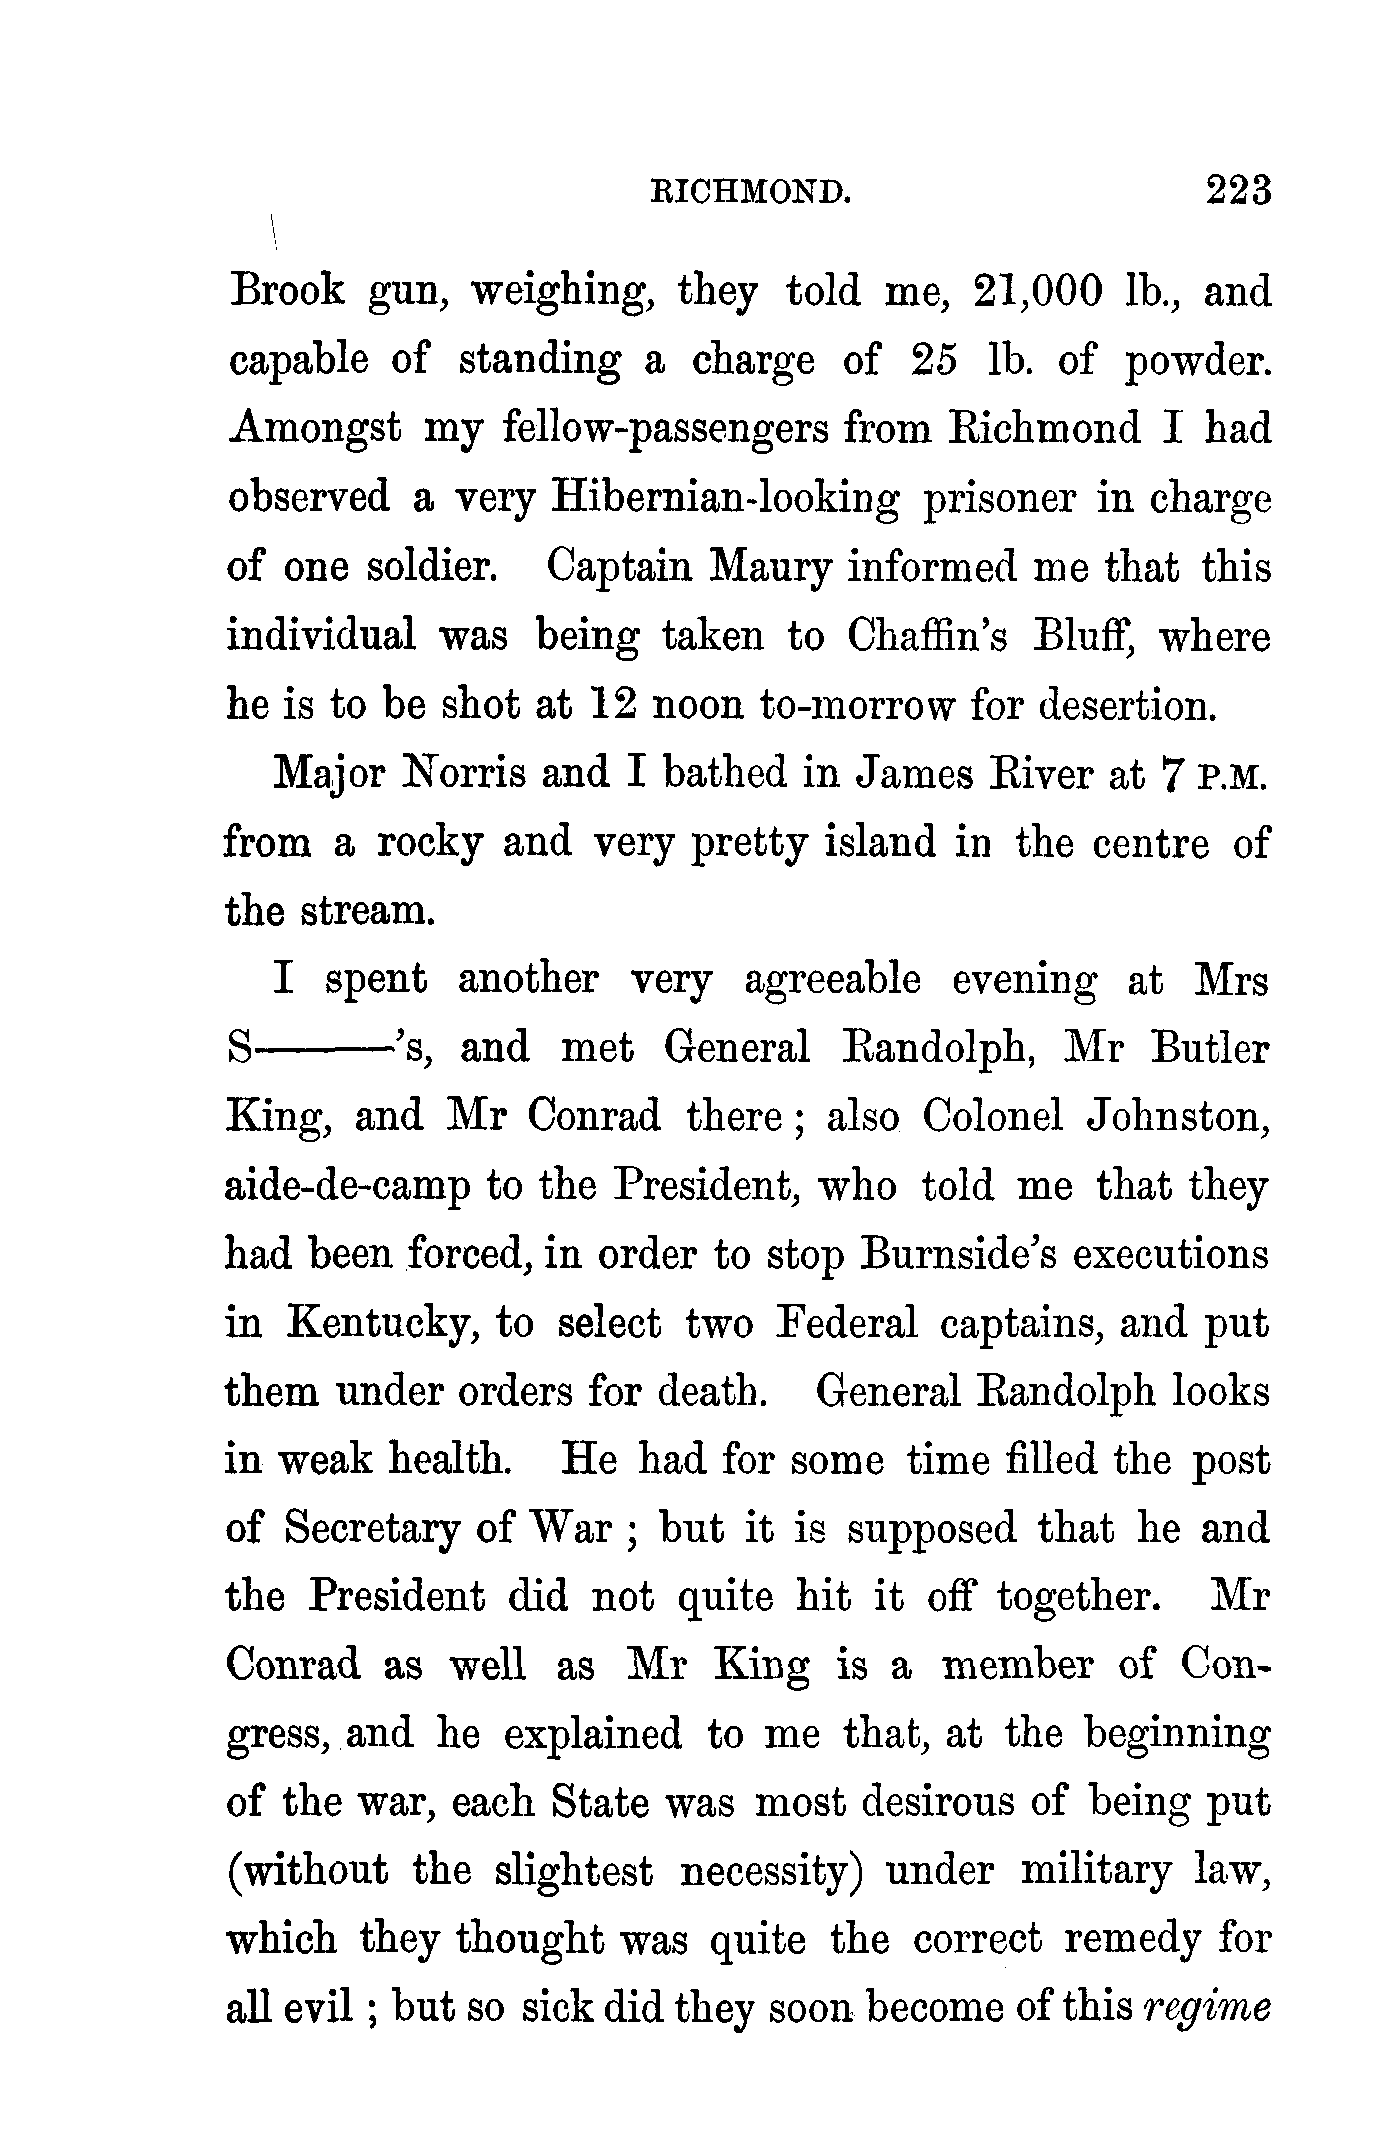 RICHMOND. 223
Brook gun, weighing, they told me, 21,000 lb., and
capable of standing a charge of 25 lb. of powder.
Amongst my fellow-passengers from Richmond I had
observed a very Hibernian-looking prisoner in charge
of one soldier. Captain Maury informed me that this
individual was being taken to Chaffin's Bluff, where
he is to be shot at 12 noon to-morrow for desertion.
Major Norris and I bathed in James River at 7 P.M.
from a rocky and very pretty island in the centre of
the stream.
I spent another very agreeable evening at Mrs
S———'s, and met General Randolph, Mr Butler
King, and Mr Conrad there ; also Colonel Johnston,
aide-de-camp to the President, who told me that they
had been forced, in order to stop Burnside's executions
in Kentucky, to select two Federal captains, and put
them under orders for death. General Randolph looks
in weak health. He had for some time filled the post
of Secretary of War ; but it is supposed that he and
the President did not quite hit it off together. Mr
Conrad as well as Mr King is a member of Con-
gress, and he explained to me that, at the beginning
of the war, each State was most desirous of being put
(without the slightest necessity) under military law,
which they thought was quite the correct remedy for
all evil ; but so sick did they soon become of this regime